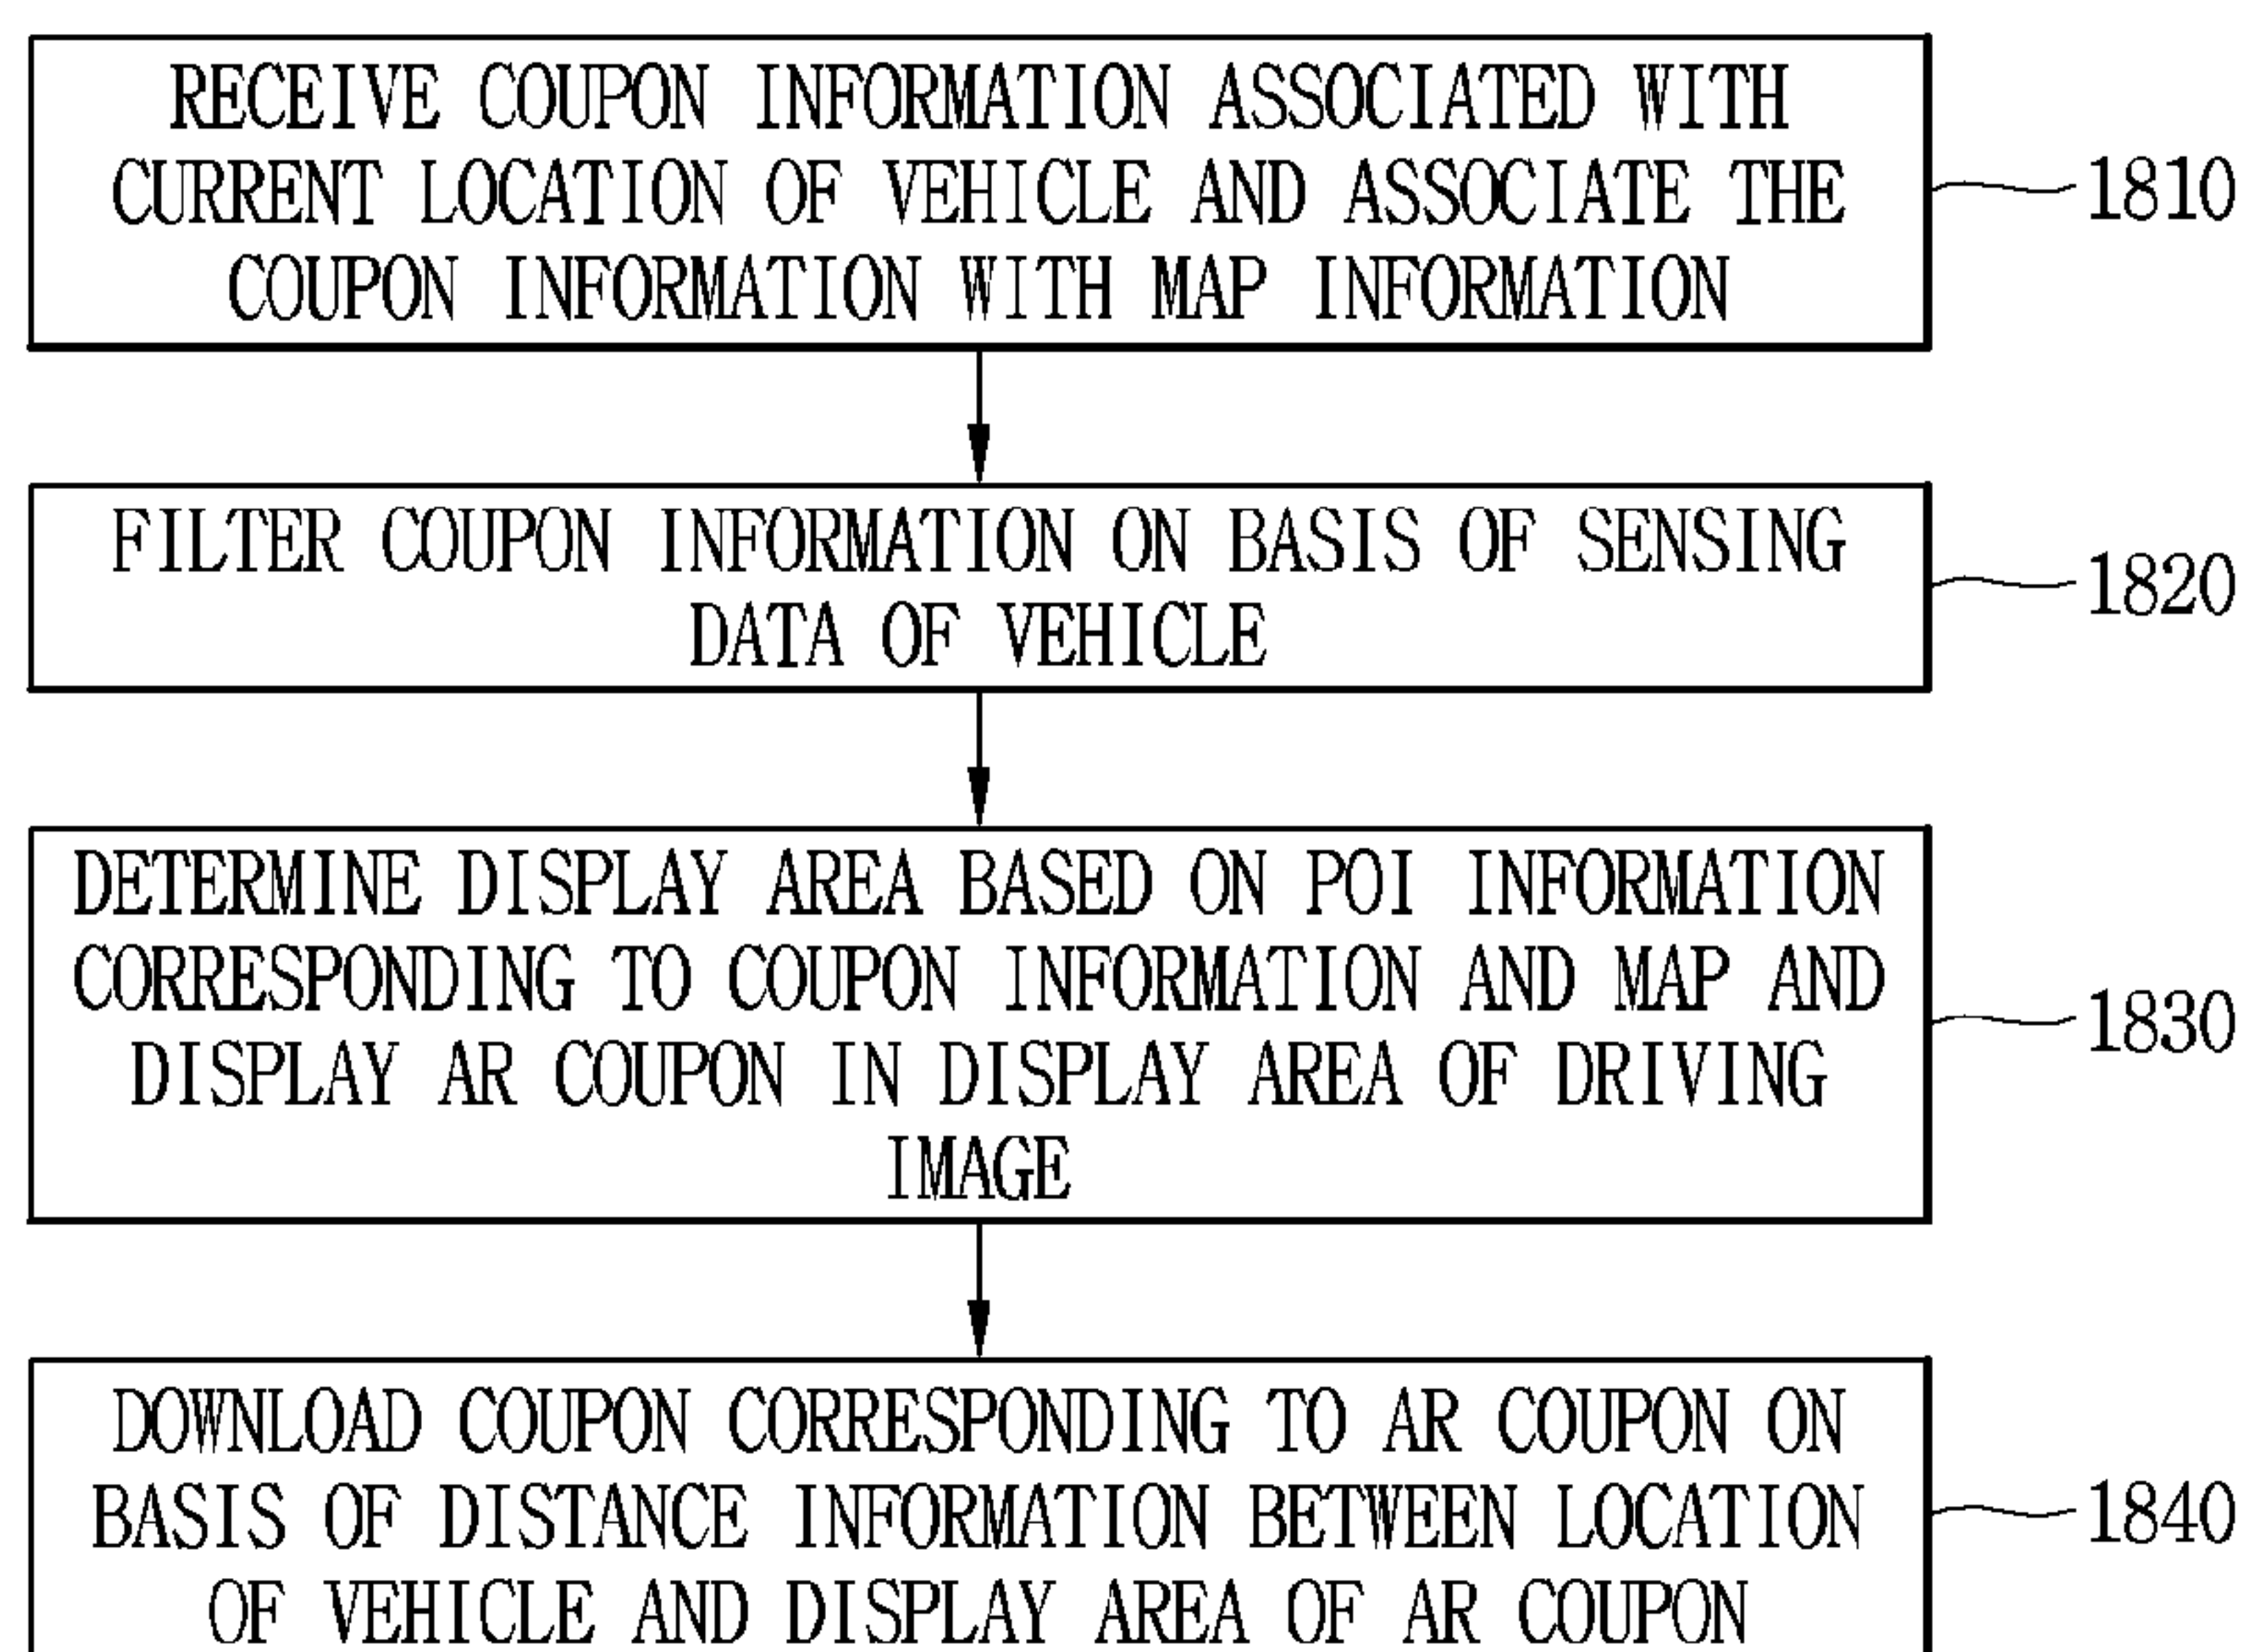 RECEIVE COUPON INFORMATION ASSOCIATED WITH
CURRENT LOCATION OF VEHICLE AND ASSOCIATE THE
COUPON INFORMATION WITH MAP INFORMATION
1810
FILTER COUPON INFORMATION ON BASIS OF SENSING
DATA OF VEHICLE
1820
DETERMINE DISPLAY AREA BASED ON POI INFORMATION
CORRESPONDING TO COUPON INFORMATION AND MAP AND
DISPLAY AR COUPON IN DISPLAY AREA OF DRIVING
IMAGE
1830
DOWNLOAD COUPON CORRESPONDING TO AR COUPON ON
BASIS OF DISTANCE INFORMATION BETWEEN LOCATION
OF VEHICLE AND DISPLAY AREA OF AR COUPON
1840